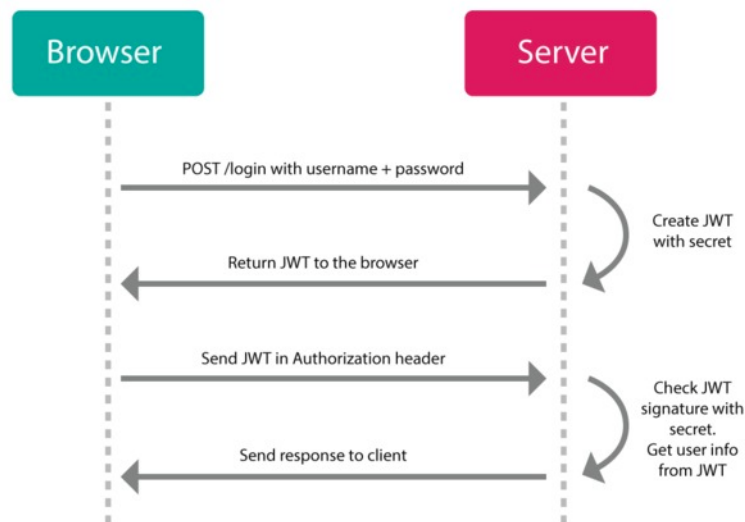 Browser
Server
POST /login with username + password
Create JWT
with secret
Return JWT to the browser
Send JWT in Authorization header
Check JWT
signature with
secret.
Get user info
from JWT
Send response to client